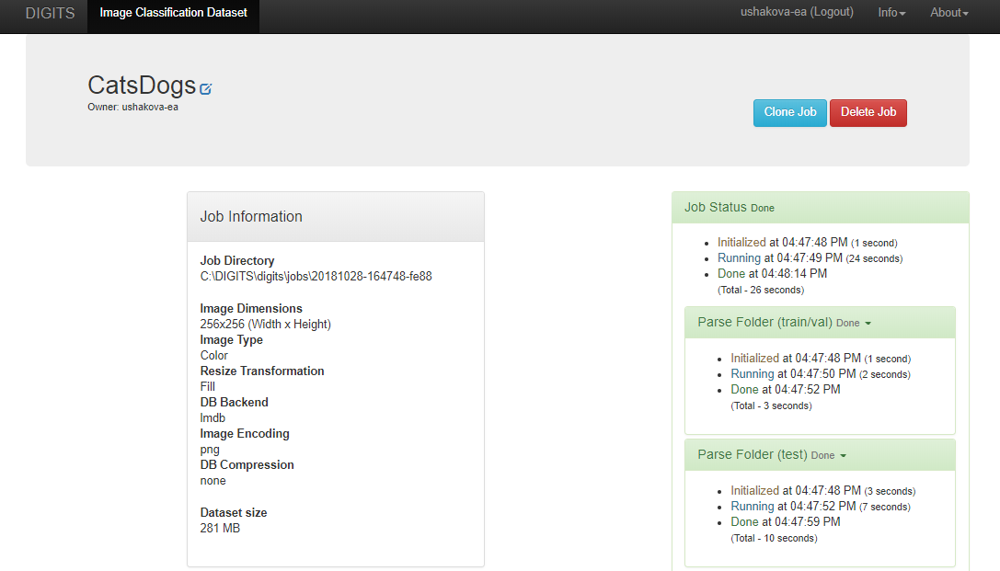 DIGITS
Image Classification Dataset
ushakova-ea (Logout)
Info
About
CatsDogs
Owner: ushakova-ea
Clone Job
Delete Job
Job Information
Job Directory
C:\DIGITS\digits\jobs\20181028-164748-fe88
Image Dimensions
256x256 (Width x Height)
Image Type
Color
Resize Transformation
Fill
DB Backend
lmdb
Image Encoding
png
DB Compression
none
Dataset size
281 MB
Job Status Done
Initialized at 04:47:48 PM (1 second)
Running at 04:47:49 PM (24 seconds)
Done at 04:48:14 PM
(Total - 26 seconds)
Parse Folder (train/val) Done
Initialized at 04:47:48 PM (1 second)
Running at 04:47:50 PM (2 seconds)
Done at 04:47:52 PM
(Total - 3 seconds)
Parse Folder (test) Done
Initialized at 04:47:48 PM (3 seconds)
Running at 04:47:52 PM (7 seconds)
Done at 04:47:59 PM
(Total - 10 seconds)